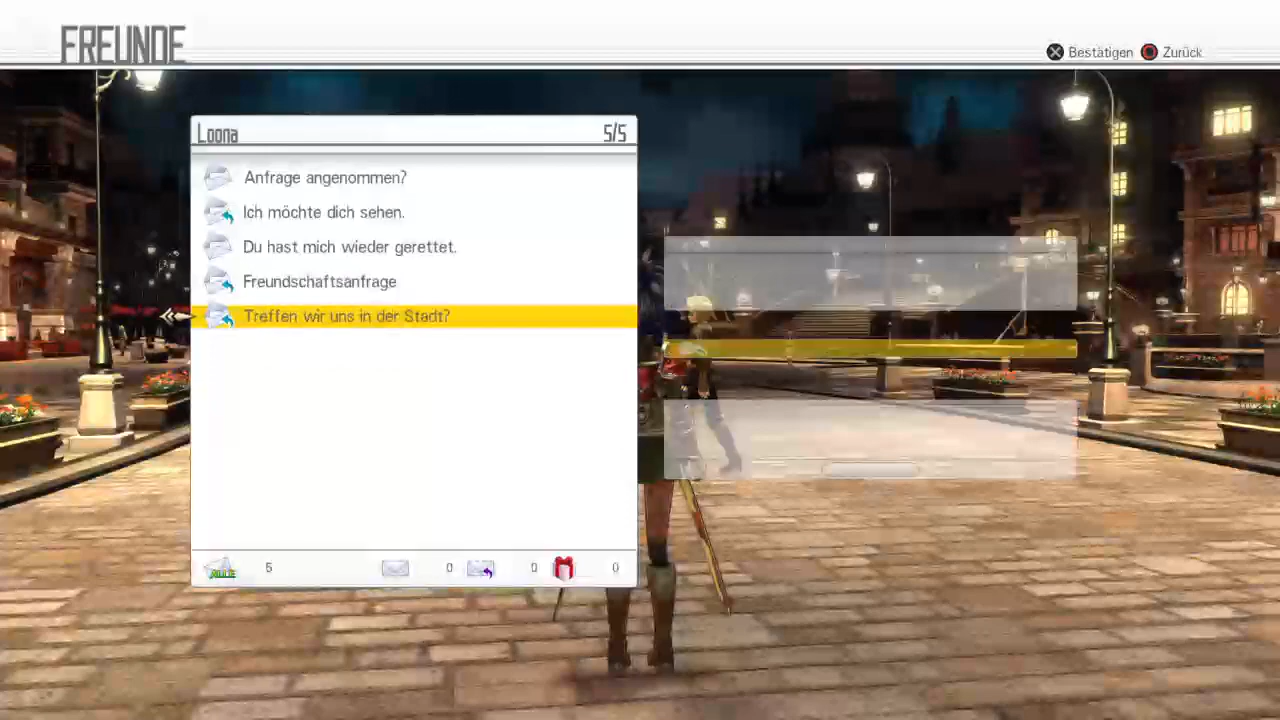 FREUNDE
Bestätigen Zurück
Loona 5/5
Anfrage angenommen?
Ich möchte dich sehen.
Du hast mich wieder gerettet.
Freundschaftsanfrage
Treffen wir uns in der Stadt?
ALLE 5 0 0 0